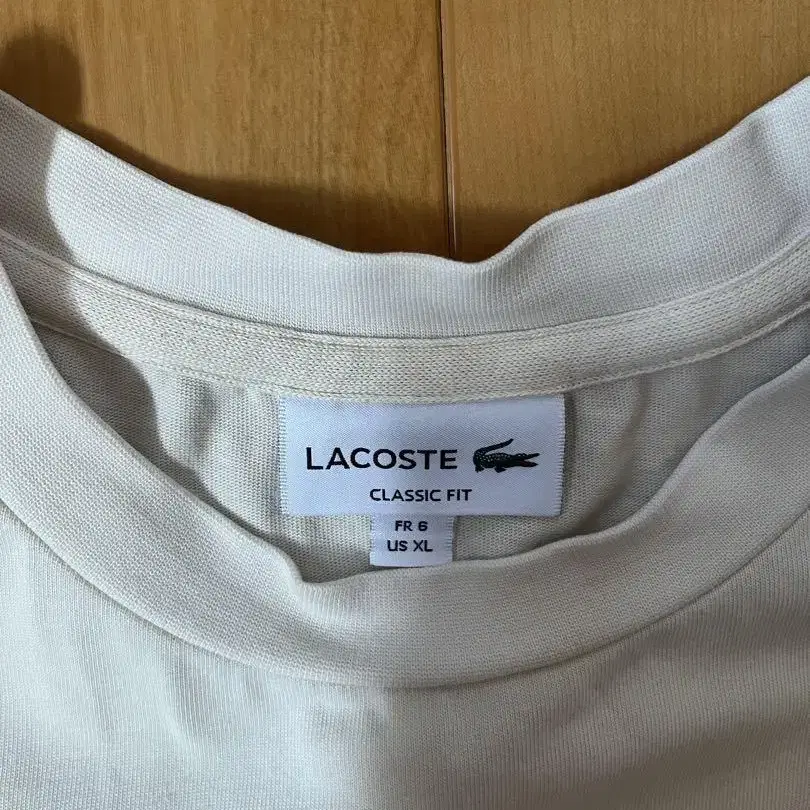 LACOSTE
CLASSIC FIT
FR 6
US XL